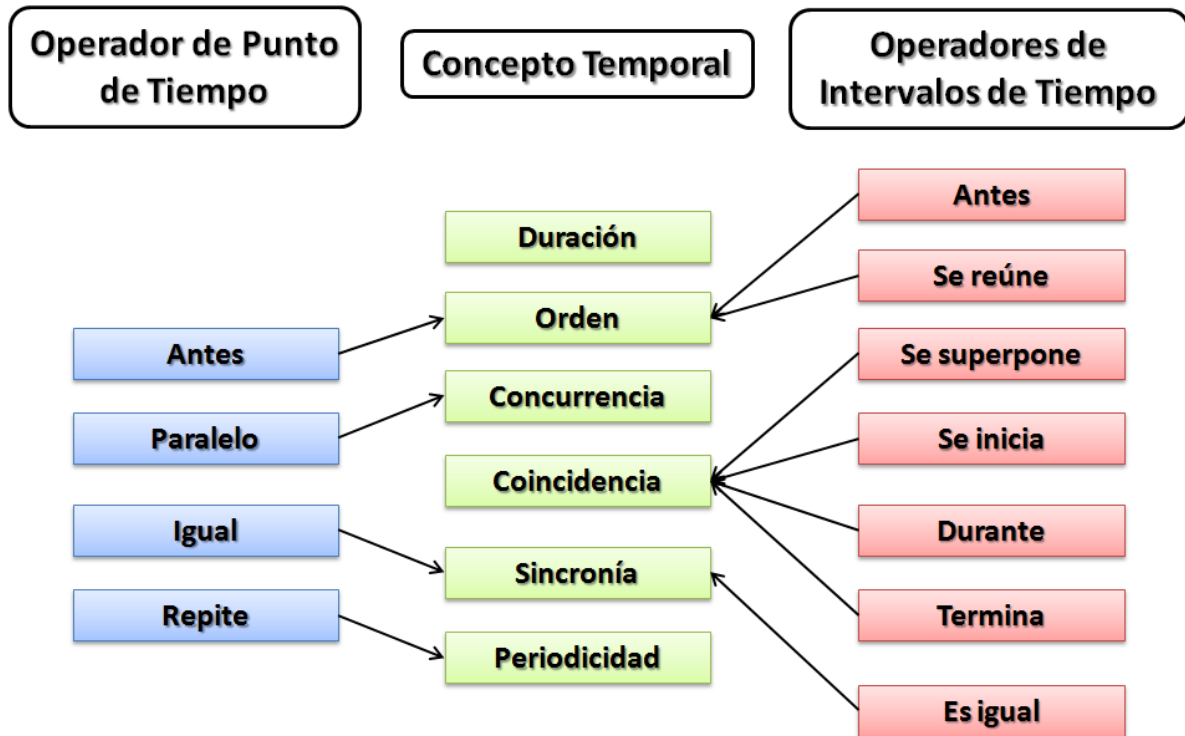 Operador de Punto
de Tiempo
Concepto Temporal
Operadores de
Intervalos de Tiempo
Antes
Paralelo
Igual
Repite
Duración
Orden
Concurrencia
Coincidencia
Sincronía
Periodicidad
Antes
Se reúne
Se superpone
Se inicia
Durante
Termina
Es igual